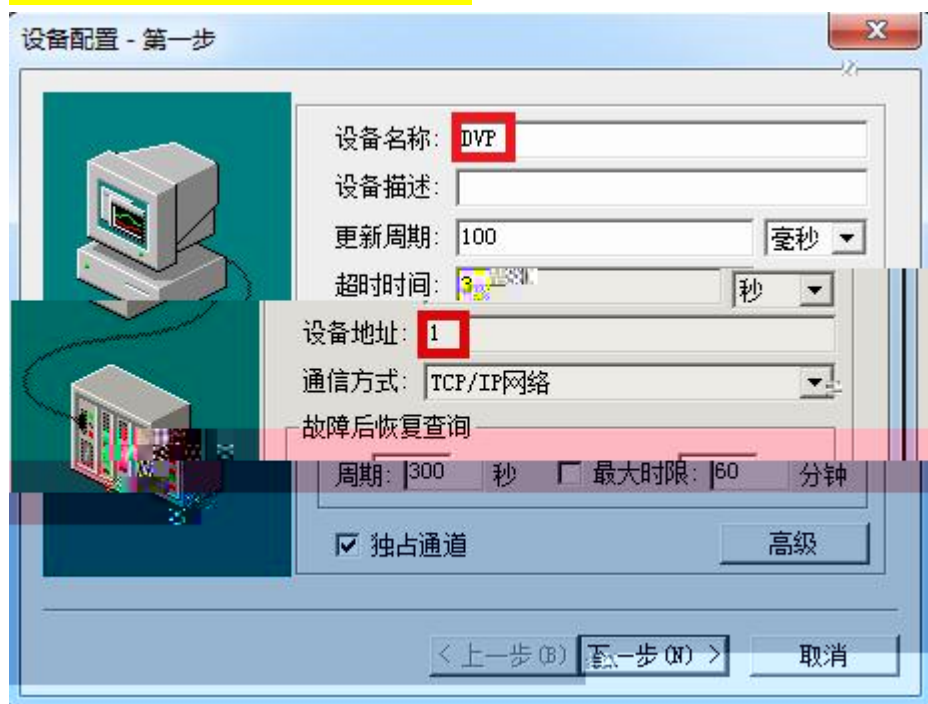 设备配置 - 第一步
设备名称: DVP
设备描述:
更新周期: 100 毫秒
超时时间: 3 秒
设备地址: 1
通信方式: TCP/IP网络
故障后恢复查询
周期: 300 秒 最大时限: 60 分钟
独占通道 高级
< 上一步(B) 下一步(N) > 取消